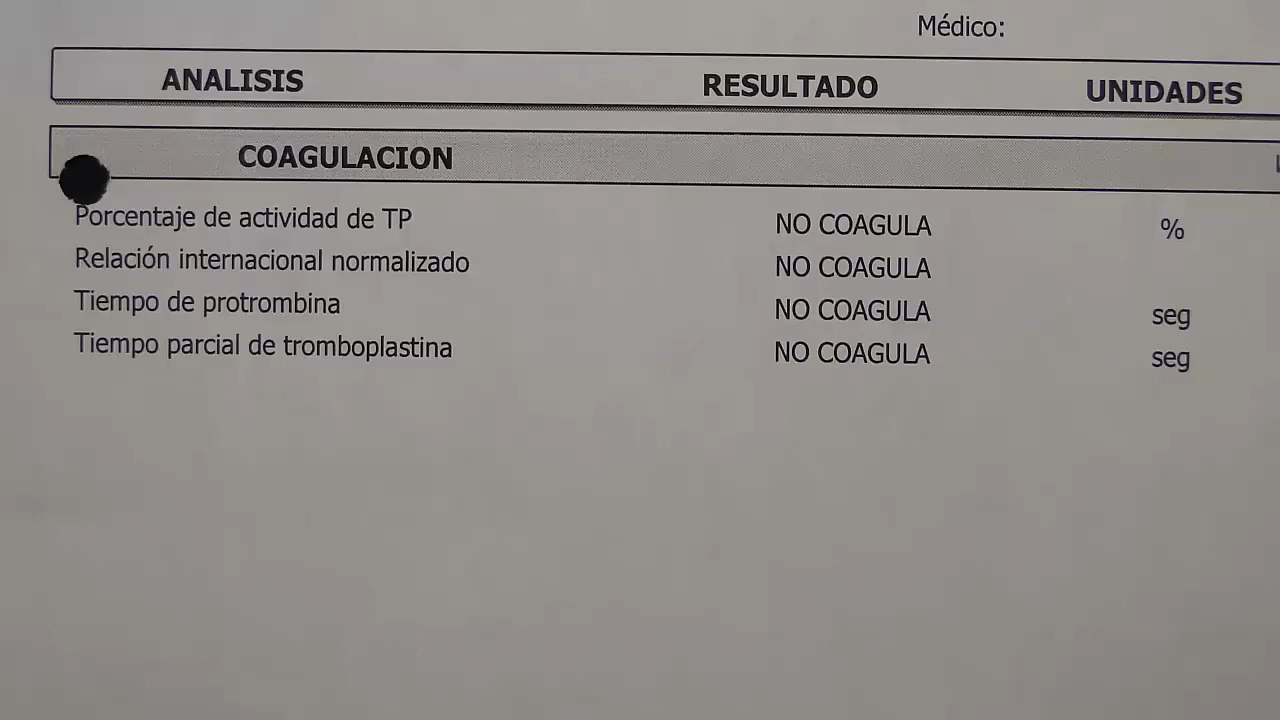 Médico:
ANALISIS RESULTADO UNIDADES
COAGULACION
Porcentaje de actividad de TP NO COAGULA %
Relación internacional normalizado NO COAGULA
Tiempo de protrombina NO COAGULA seg
Tiempo parcial de tromboplastina NO COAGULA seg